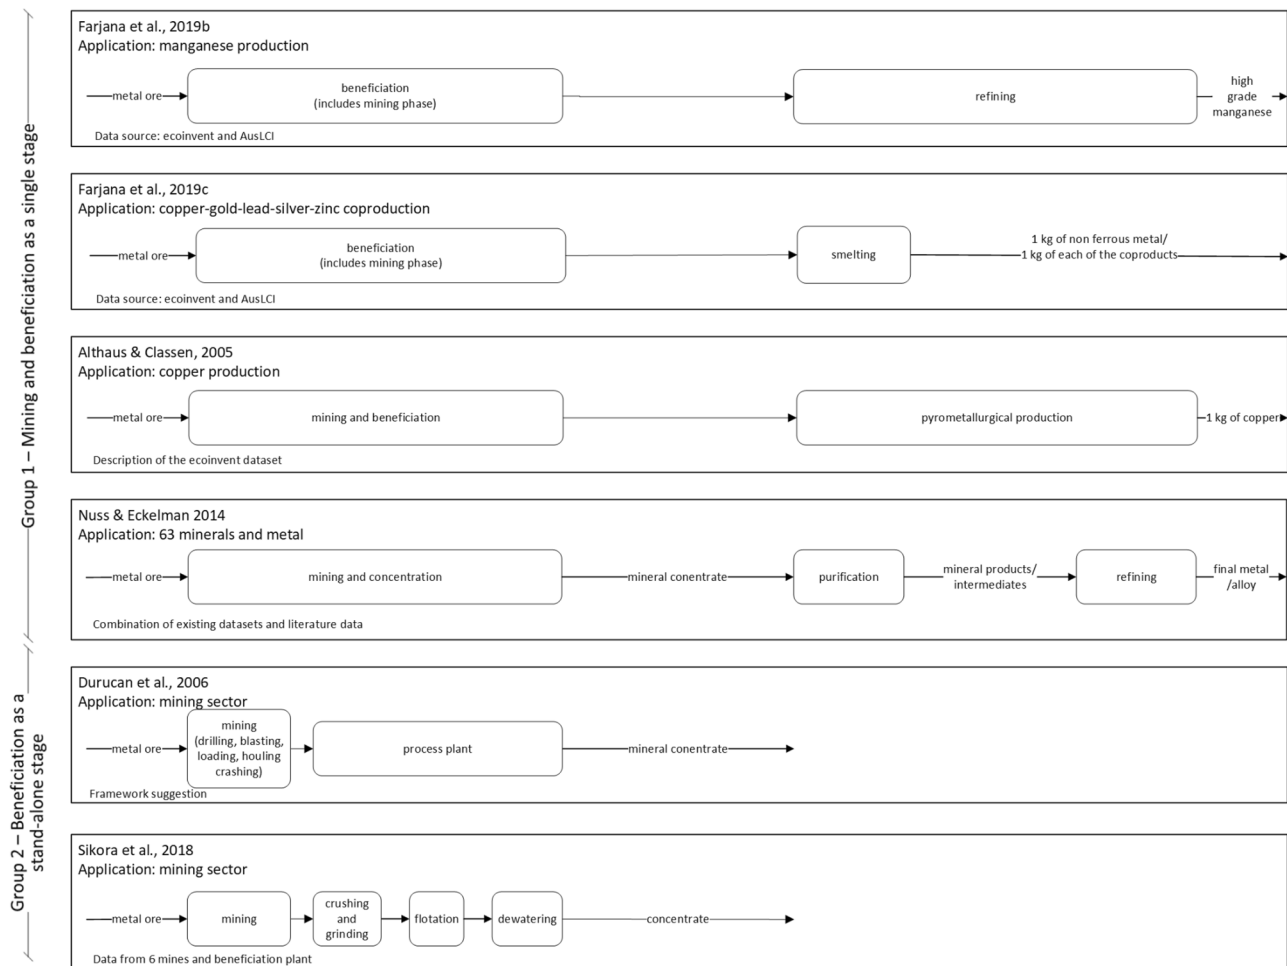 Group 1 – Mining and beneficiation as a single stage
Farjana et al., 2019b
Application: manganese production
metal ore
beneficiation
(includes mining phase)
refining
high
grade
manganese
Data source: ecoinvent and AusLCI
Farjana et al., 2019c
Application: copper-gold-lead-silver-zinc coproduction
metal ore
beneficiation
(includes mining phase)
smelting
1 kg of non ferrous metal/
1 kg of each of the coproducts
Data source: ecoinvent and AusLCI
Althaus & Classen, 2005
Application: copper production
metal ore
mining and beneficiation
pyrometallurgical production
1 kg of copper
Description of the ecoinvent dataset
Nuss & Eckelman 2014
Application: 63 minerals and metal
metal ore
mining and concentration
mineral conentrate
purification
mineral products/
intermediates
refining
final metal
/alloy
Combination of existing datasets and literature data
Group 2 – Beneficiation as a
stand-alone stage
Durucan et al., 2006
Application: mining sector
metal ore
mining
(drilling, blasting,
loading, houling
crashing)
process plant
mineral conentrate
Framework suggestion
Sikora et al., 2018
Application: mining sector
metal ore
mining
crushing
and
grinding
flotation
dewatering
concentrate
Data from 6 mines and beneficiation plant